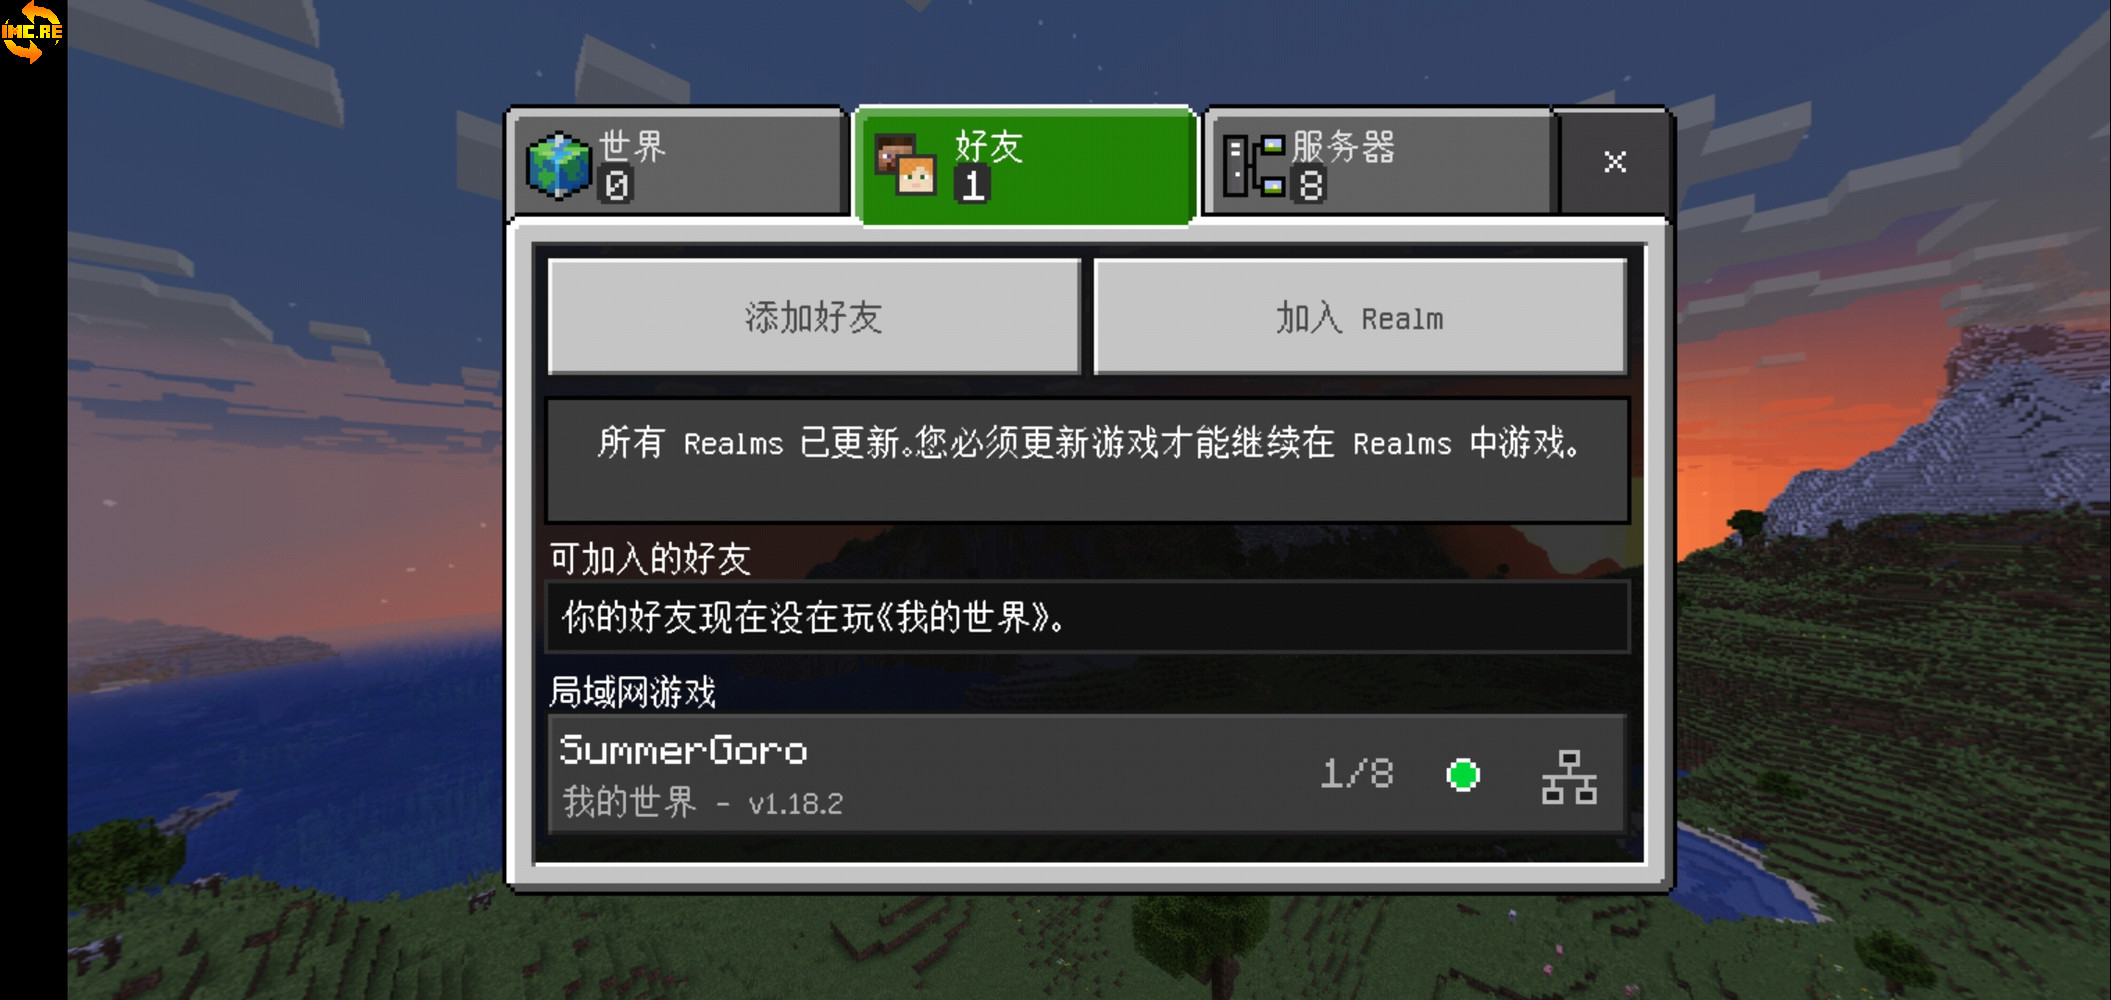 IMC.RE
世界
0
好友
1
服务器
8
添加好友
加入 Realm
所有 Realms 已更新。您必须更新游戏才能继续在 Realms 中游戏。
可加入的好友
你的好友现在没在玩《我的世界》。
局域网游戏
SummerGoro
1/8
我的世界 - v1.18.2